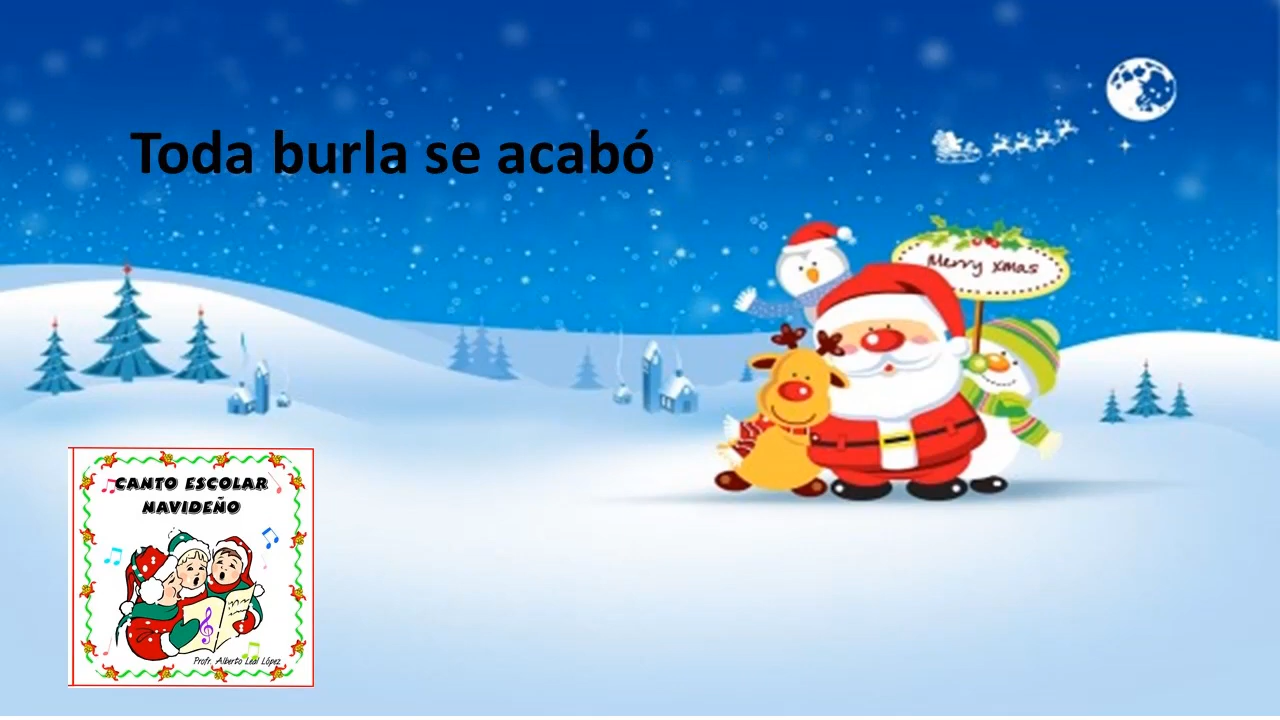 Toda burla se acabó
Merry xmas
CANTO ESCOLAR
NAVIDEÑO
Profr. Alberto Leal López